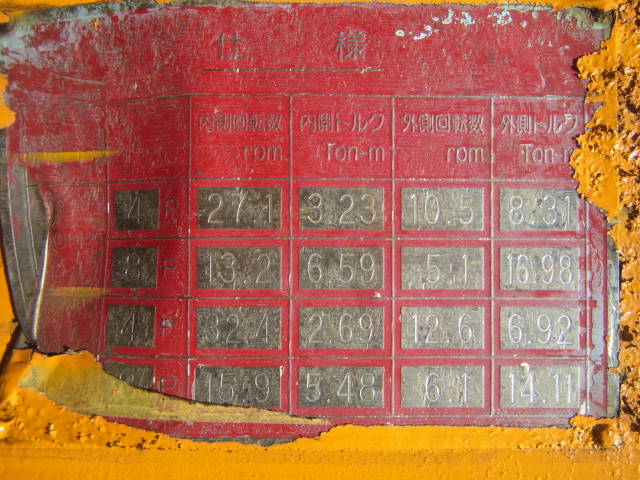 仕様
内側回転数 内側トルク 外側回転数 外側トルク
rpm Ton-m rpm Ton-m
4 P 27.1 3.23 10.5 8.31
8 P 13.2 6.59 5.1 16.98
4 P 32.4 2.69 12.6 6.92
P 15.9 5.48 6.1 14.11